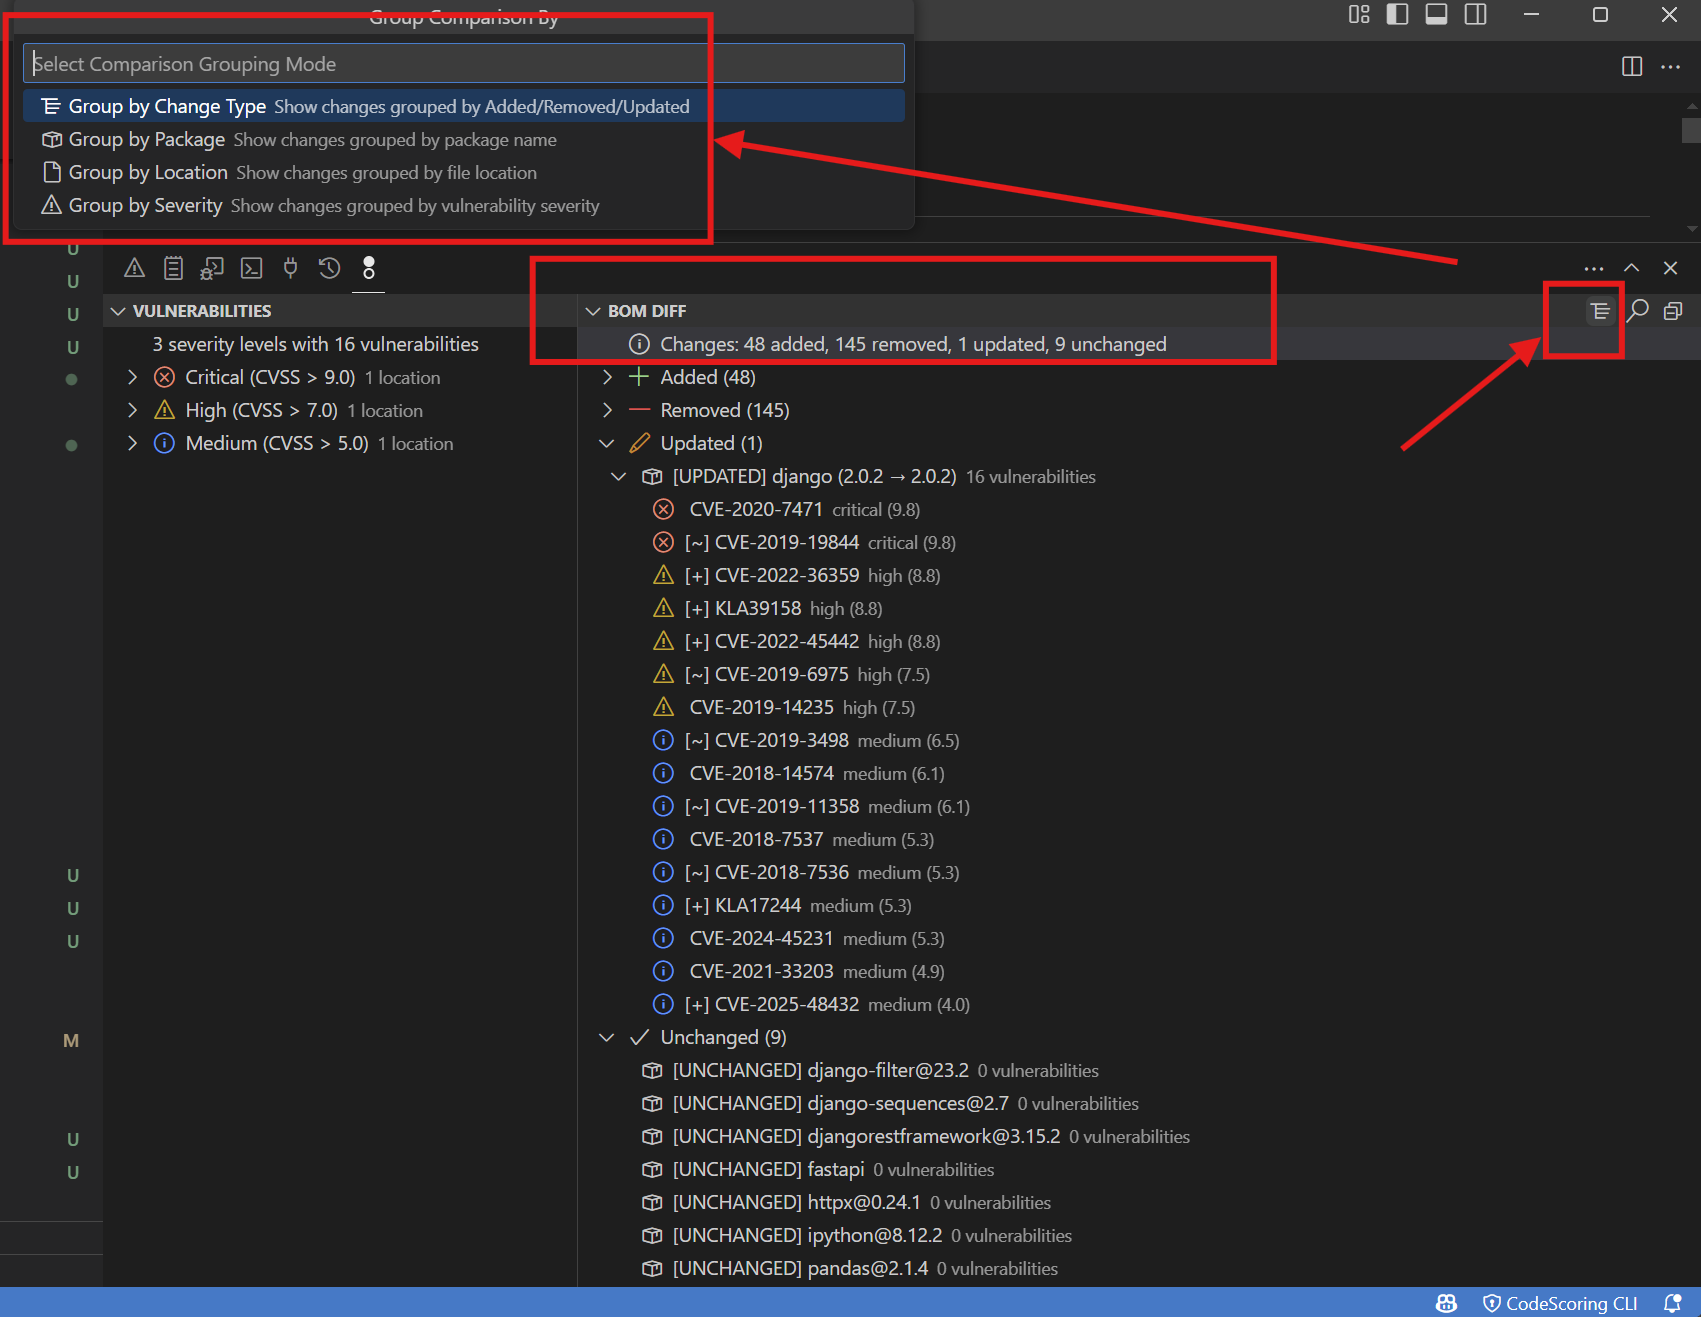 Group Comparison By
Select Comparison Grouping Mode
Group by Change Type Show changes grouped by Added/Removed/Updated
Group by Package Show changes grouped by package name
Group by Location Show changes grouped by file location
Group by Severity Show changes grouped by vulnerability severity
U
U
U
U
VULNERABILITIES
3 severity levels with 16 vulnerabilities
Critical (CVSS > 9.0) 1 location
High (CVSS > 7.0) 1 location
Medium (CVSS > 5.0) 1 location
BOM DIFF
Changes: 48 added, 145 removed, 1 updated, 9 unchanged
Added (48)
Removed (145)
Updated (1)
[UPDATED] django (2.0.2 → 2.0.2) 16 vulnerabilities
CVE-2020-7471 critical (9.8)
[~] CVE-2019-19844 critical (9.8)
[+] CVE-2022-36359 high (8.8)
[+] KLA39158 high (8.8)
[+] CVE-2022-45442 high (8.8)
[~] CVE-2019-6975 high (7.5)
CVE-2019-14235 high (7.5)
[~] CVE-2019-3498 medium (6.5)
CVE-2018-14574 medium (6.1)
[~] CVE-2019-11358 medium (6.1)
CVE-2018-7537 medium (5.3)
[~] CVE-2018-7536 medium (5.3)
[+] KLA17244 medium (5.3)
CVE-2024-45231 medium (5.3)
CVE-2021-33203 medium (4.9)
[+] CVE-2025-48432 medium (4.0)
Unchanged (9)
[UNCHANGED] django-filter@23.2 0 vulnerabilities
[UNCHANGED] django-sequences@2.7 0 vulnerabilities
[UNCHANGED] djangorestframework@3.15.2 0 vulnerabilities
[UNCHANGED] fastapi 0 vulnerabilities
[UNCHANGED] httpx@0.24.1 0 vulnerabilities
[UNCHANGED] ipython@8.12.2 0 vulnerabilities
[UNCHANGED] pandas@2.1.4 0 vulnerabilities
U
U
U
M
U
U
CodeScoring CLI